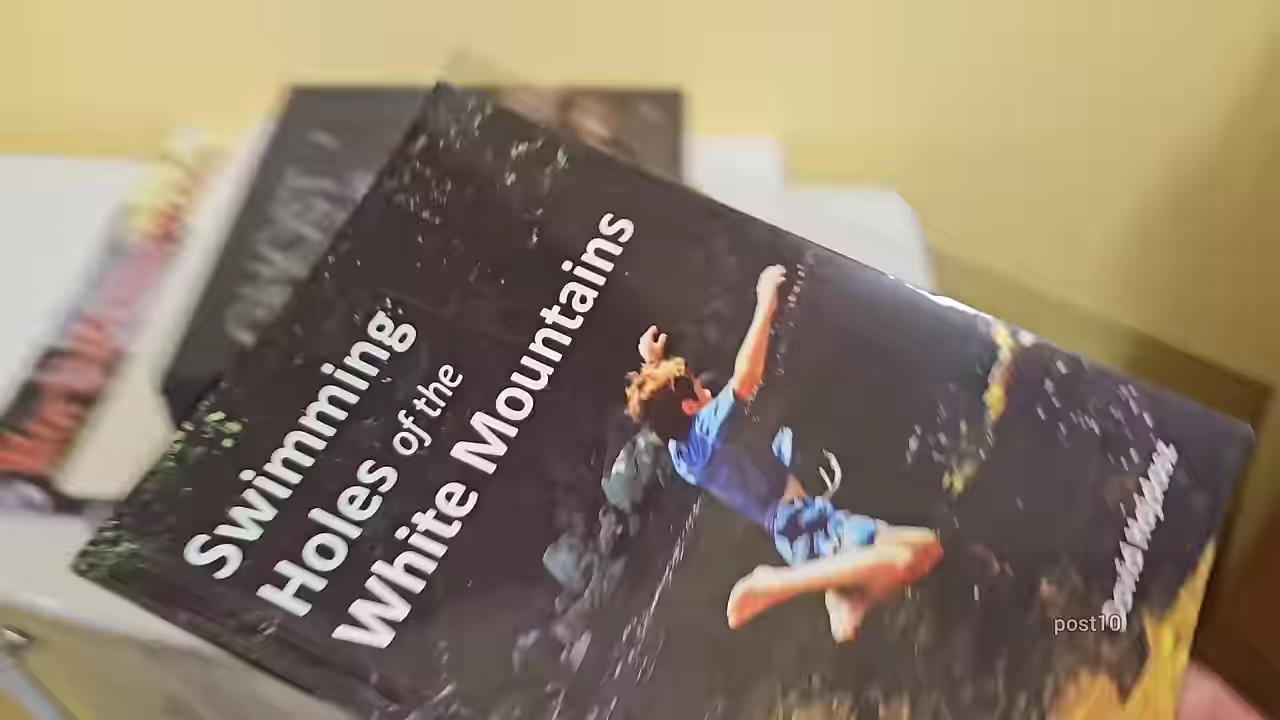 Swimming
Holes of the
White Mountains
post10